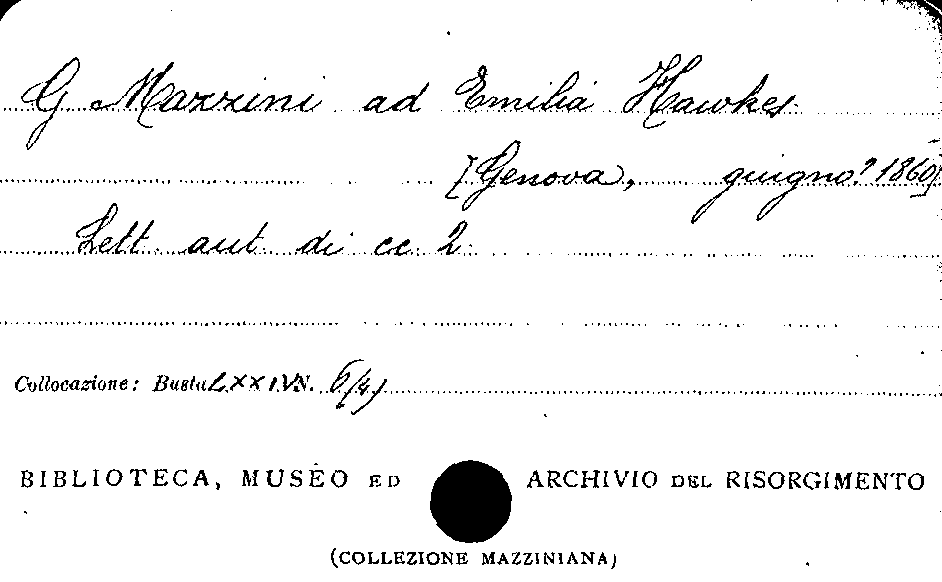 G. Mazzini ad Emilia Hawkes
[Genova, giugno? 1860]
Lett. aut. di cc. 2
Collocazione: Busta LXXIV N. 6/4)
BIBLIOTECA, MUSEO ED ARCHIVIO DEL RISORGIMENTO
(COLLEZIONE MAZZINIANA)